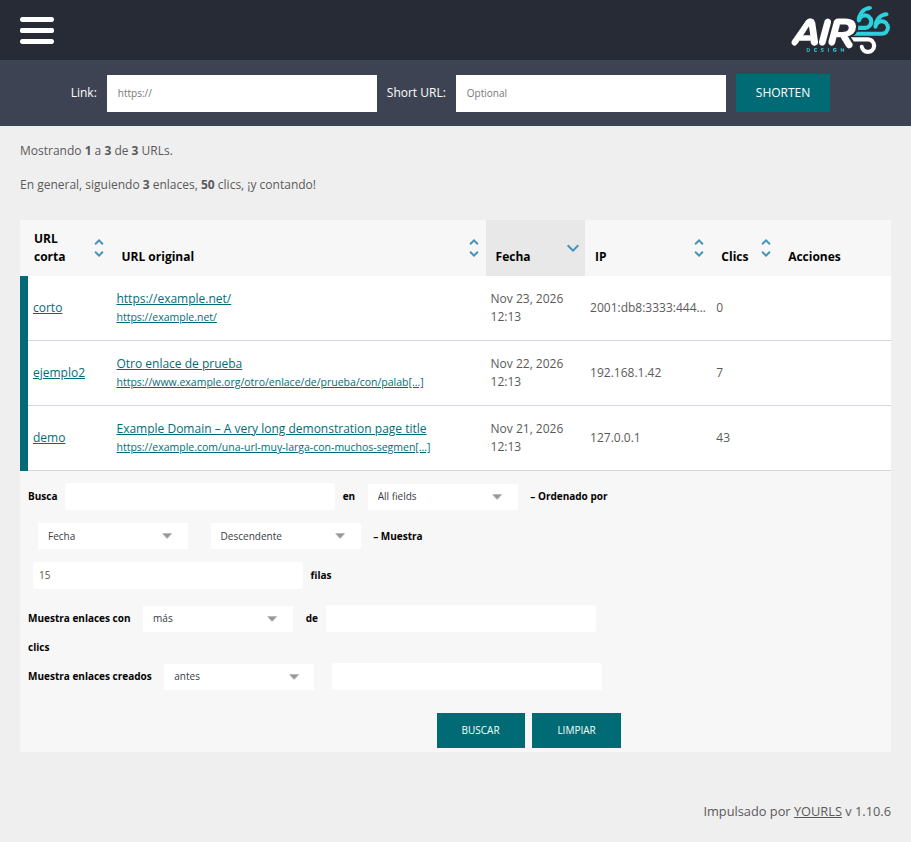 AIR66
DESIGN
Link: https:// Short URL: Optional SHORTEN
Mostrando 1 a 3 de 3 URLs.
En general, siguiendo 3 enlaces, 50 clics, ¡y contando!
URL corta URL original Fecha IP Clics Acciones
corto https://example.net/ Nov 23, 2026 2001:db8:3333:444... 0
https://example.net/ 12:13
ejemplo2 Otro enlace de prueba Nov 22, 2026 192.168.1.42 7
https://www.example.org/otro/enlace/de/prueba/con/palab[...] 12:13
demo Example Domain – A very long demonstration page title Nov 21, 2026 127.0.0.1 43
https://example.com/una-url-muy-larga-con-muchos-segmen[...] 12:13
Busca en All fields – Ordenado por
Fecha Descendente – Muestra
15 filas
Muestra enlaces con más de
clics
Muestra enlaces creados antes
BUSCAR LIMPIAR
Impulsado por YOURLS v 1.10.6